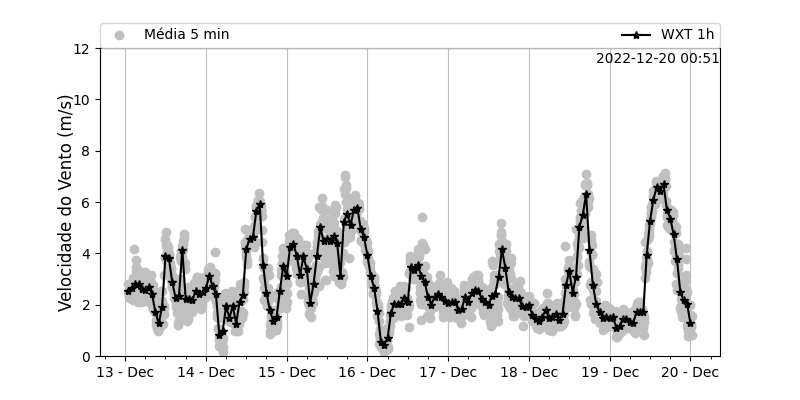 Média 5 min
WXT 1h
2022-12-20 00:51
Velocidade do Vento (m/s)
12
10
8
6
4
2
0
13 - Dec
14 - Dec
15 - Dec
16 - Dec
17 - Dec
18 - Dec
19 - Dec
20 - Dec